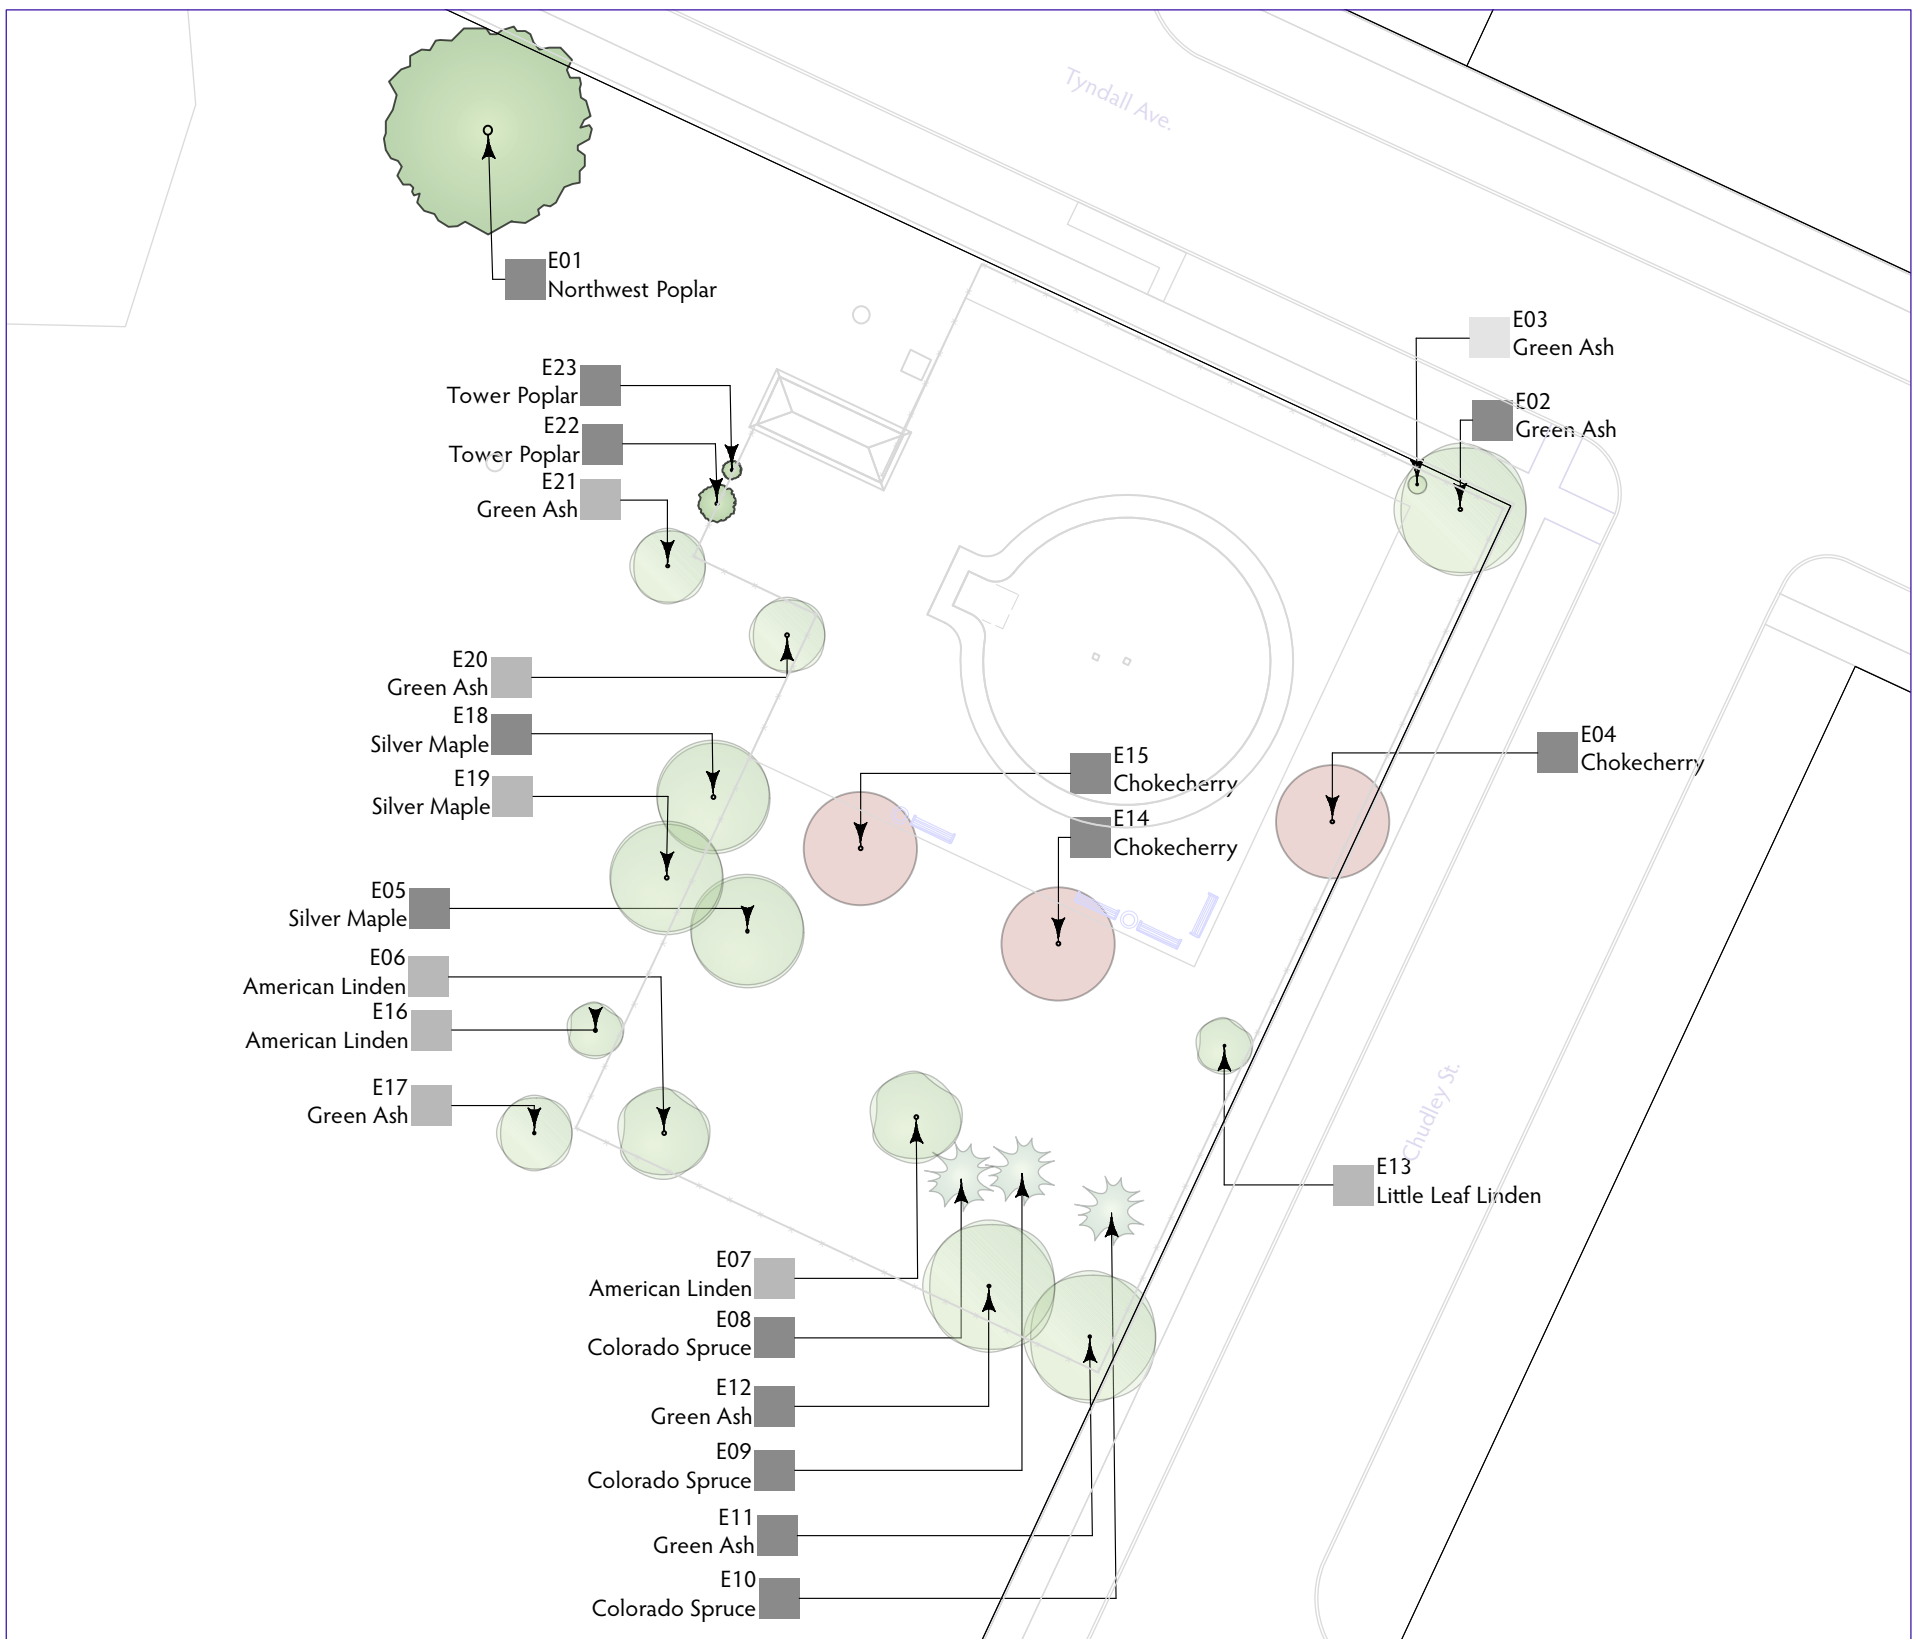 Tyndall Ave.
E01
Northwest Poplar
E03
Green Ash
E23
Tower Poplar
E02
Green Ash
E22
Tower Poplar
E21
Green Ash
E20
Green Ash
E18
Silver Maple
E04
Chokecherry
E15
Chokecherry
E19
Silver Maple
E14
Chokecherry
E05
Silver Maple
E06
American Linden
E16
American Linden
E17
Green Ash
Chudley St.
E13
Little Leaf Linden
E07
American Linden
E08
Colorado Spruce
E12
Green Ash
E09
Colorado Spruce
E11
Green Ash
E10
Colorado Spruce